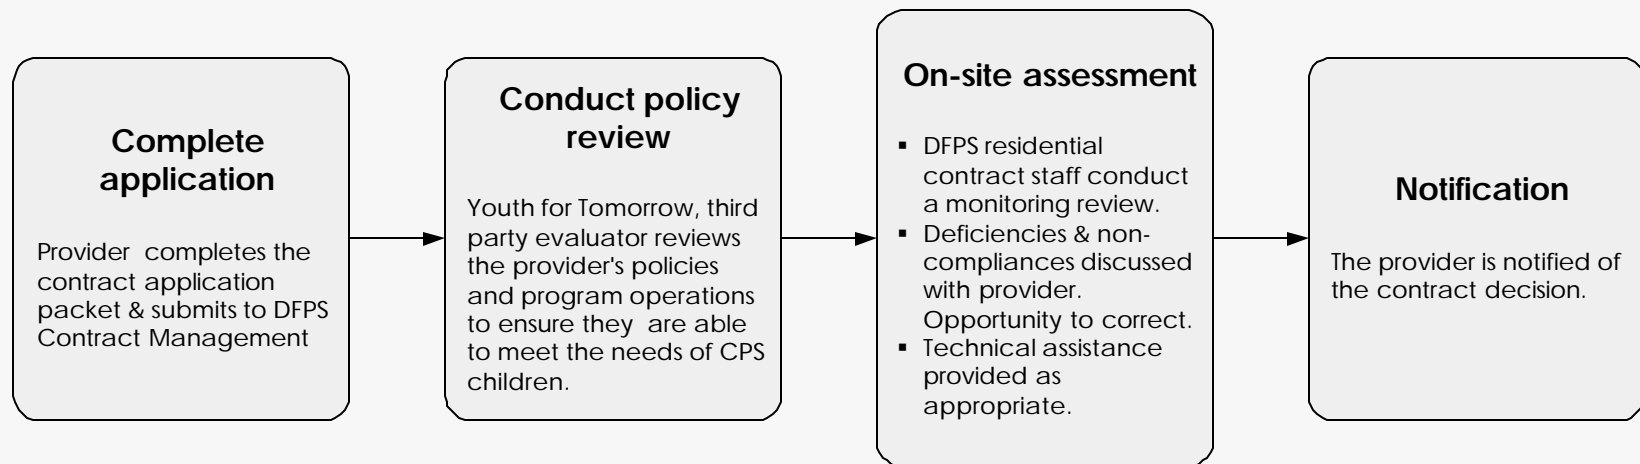 Complete
application
Provider completes the
contract application
packet & submits to DFPS
Contract Management
Conduct policy
review
Youth for Tomorrow, third
party evaluator reviews
the provider's policies
and program operations
to ensure they are able
to meet the needs of CPS
children.
On-site assessment
▪ DFPS residential
contract staff conduct
a monitoring review.
▪ Deficiencies & non-
compliances discussed
with provider.
Opportunity to correct.
▪ Technical assistance
provided as
appropriate.
Notification
The provider is notified of
the contract decision.